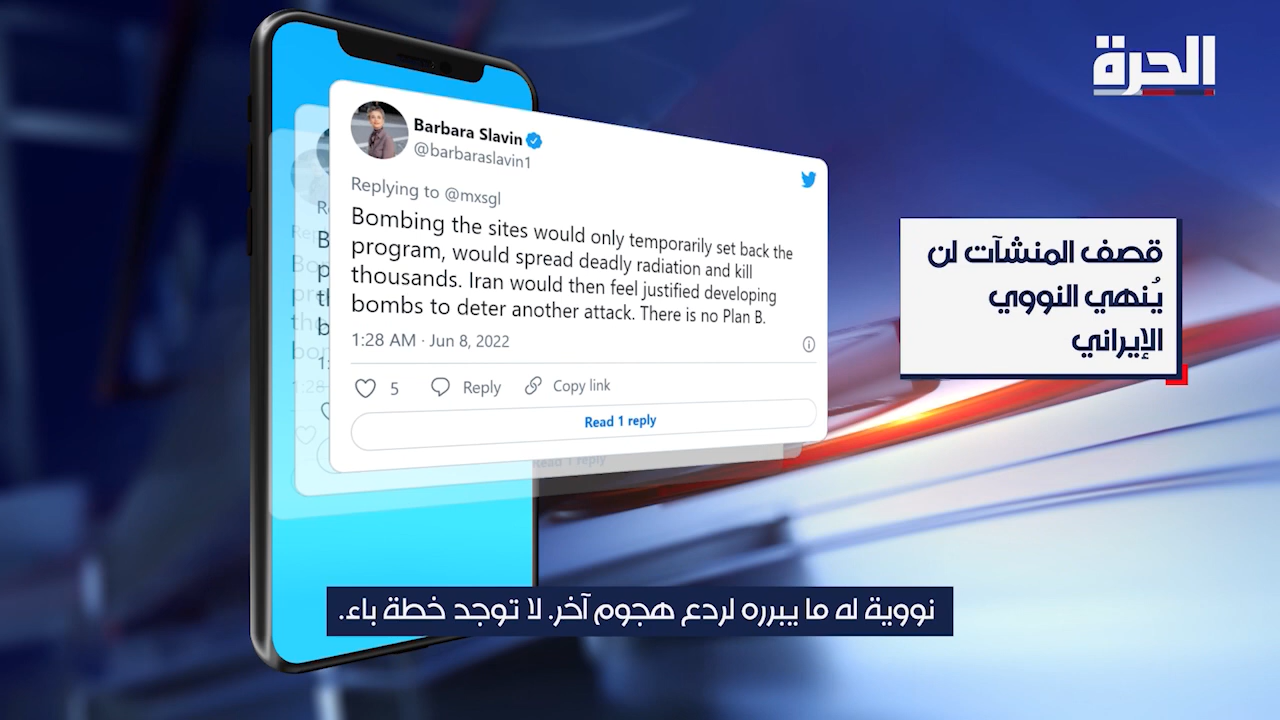 الحرة
Barbara Slavin
@barbaraslavin1
Replying to @mxsgl
Bombing the sites would only temporarily set back the
program, would spread deadly radiation and kill
thousands. Iran would then feel justified developing
bombs to deter another attack. There is no Plan B.
1:28 AM · Jun 8, 2022
5 Reply Copy link
Read 1 reply
قصف المنشآت لن
يُنهي النووي
الإيراني
نووية له ما يبرره لردع هجوم آخر. لا توجد خطة باء.